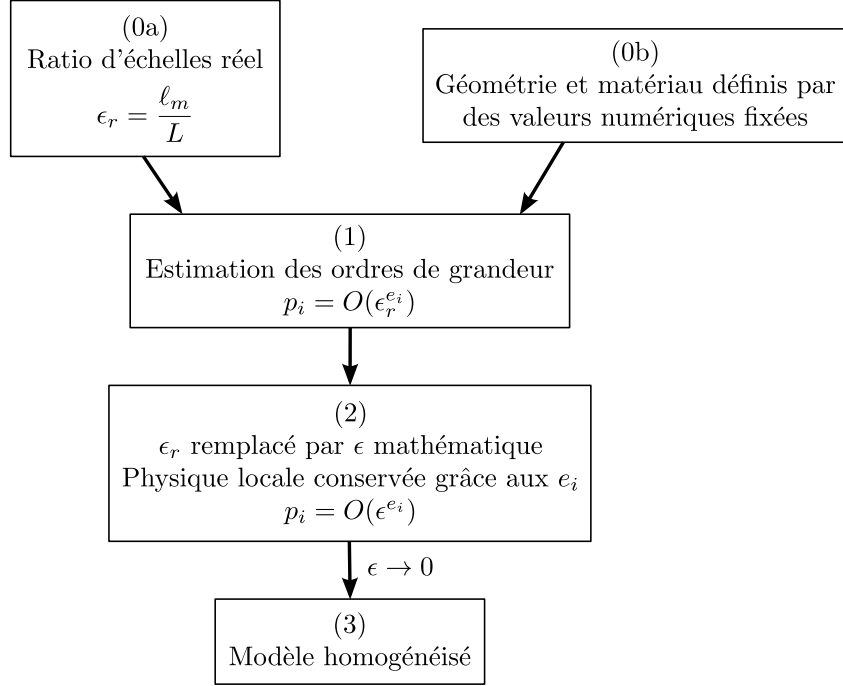 (0a)
Ratio d'échelles réel
ϵ_r = ℓ_m / L
(0b)
Géométrie et matériau définis par
des valeurs numériques fixées
(1)
Estimation des ordres de grandeur
p_i = O(ϵ_r^{e_i})
(2)
ϵ_r remplacé par ϵ mathématique
Physique locale conservée grâce aux e_i
p_i = O(ϵ^{e_i})
ϵ → 0
(3)
Modèle homogénéisé